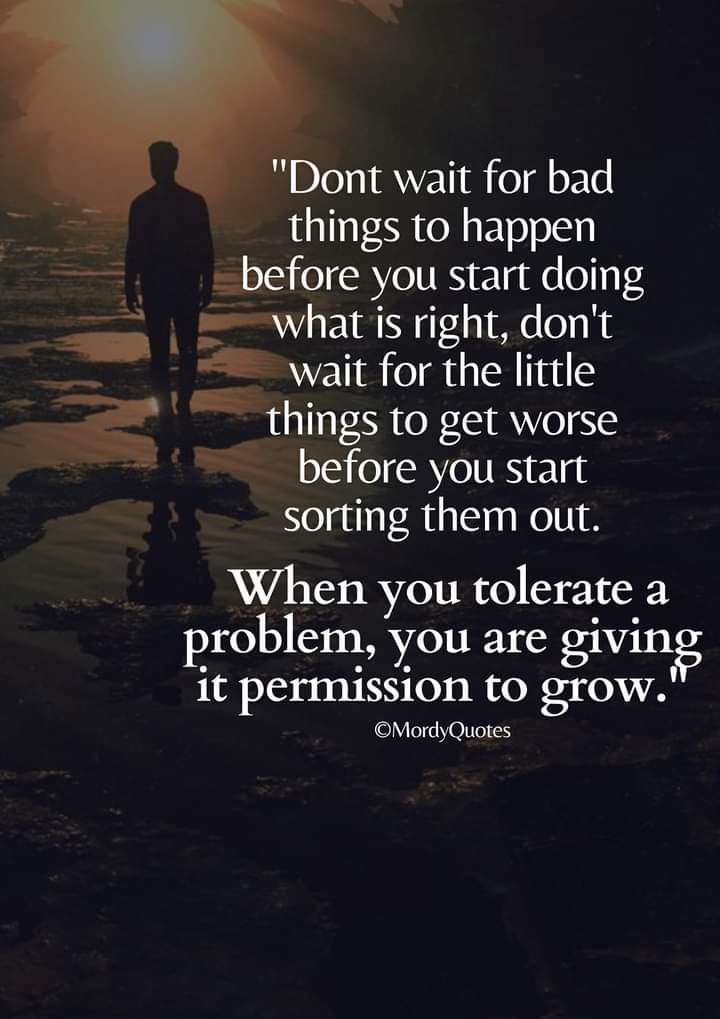 "Dont wait for bad
things to happen
before you start doing
what is right, don't
wait for the little
things to get worse
before you start
sorting them out.
When you tolerate a
problem, you are giving
it permission to grow."
©MordyQuotes